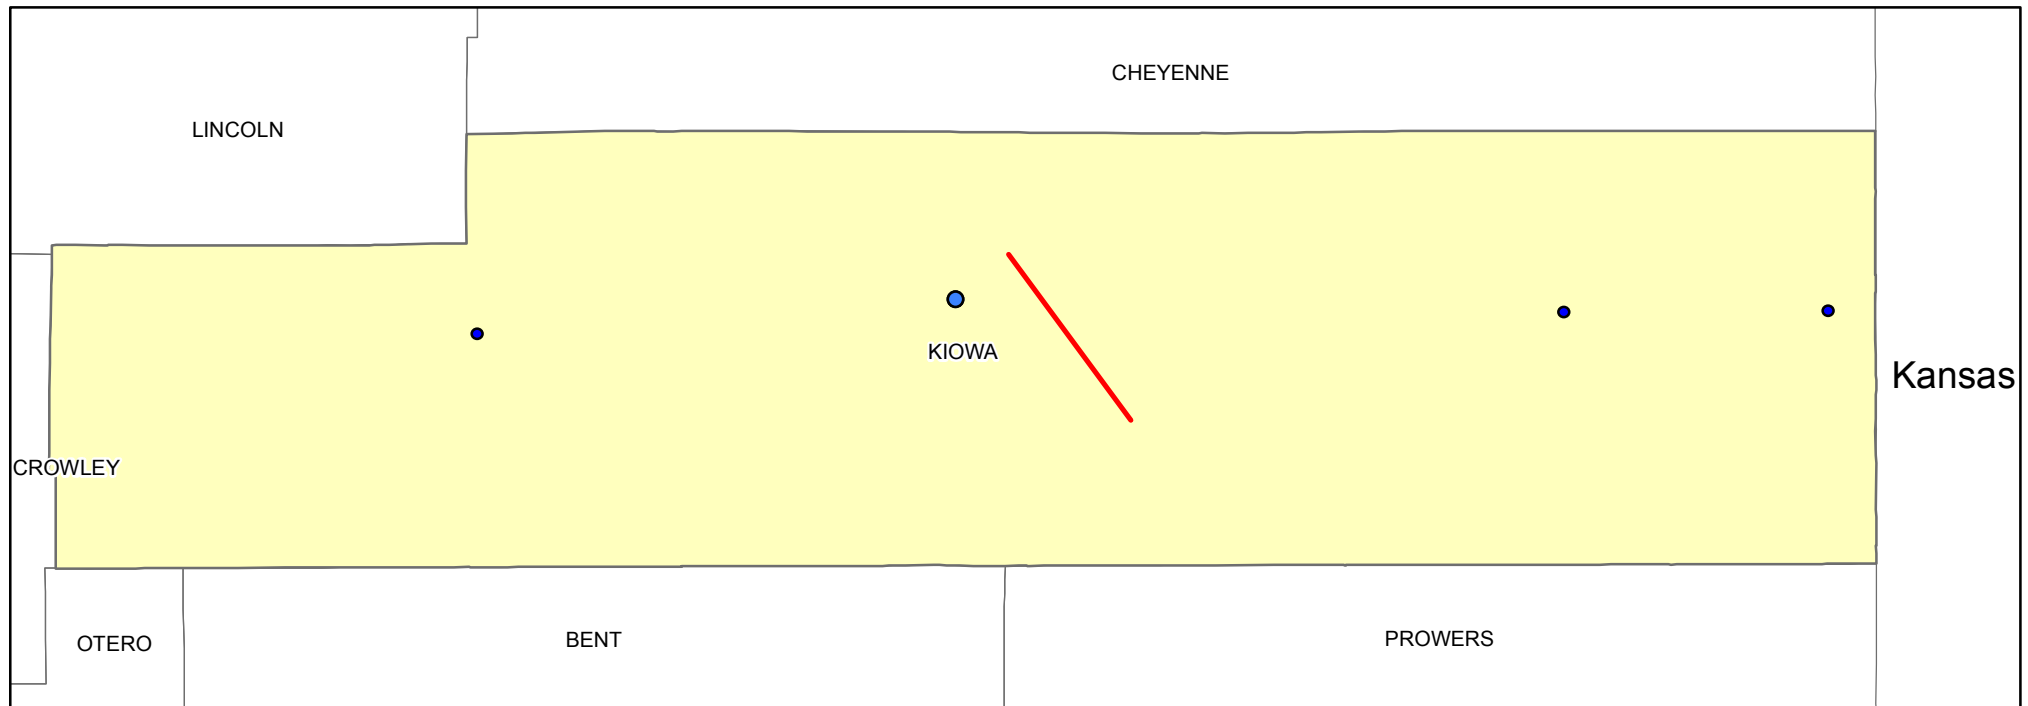 CHEYENNE
LINCOLN
KIOWA
Kansas
CROWLEY
OTERO
BENT
PROWERS